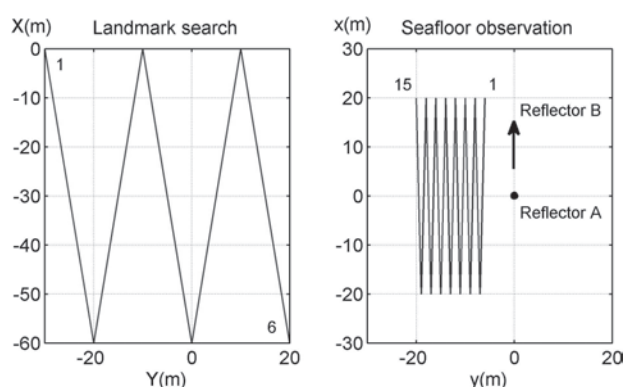 X(m) Landmark search
0
-10
-20
-30
-40
-50
-60
1
6
-20 0 20
Y(m)
x(m) Seafloor observation
30
20
10
0
-10
-20
-30
15 1
Reflector B
Reflector A
-20 0 20
y(m)